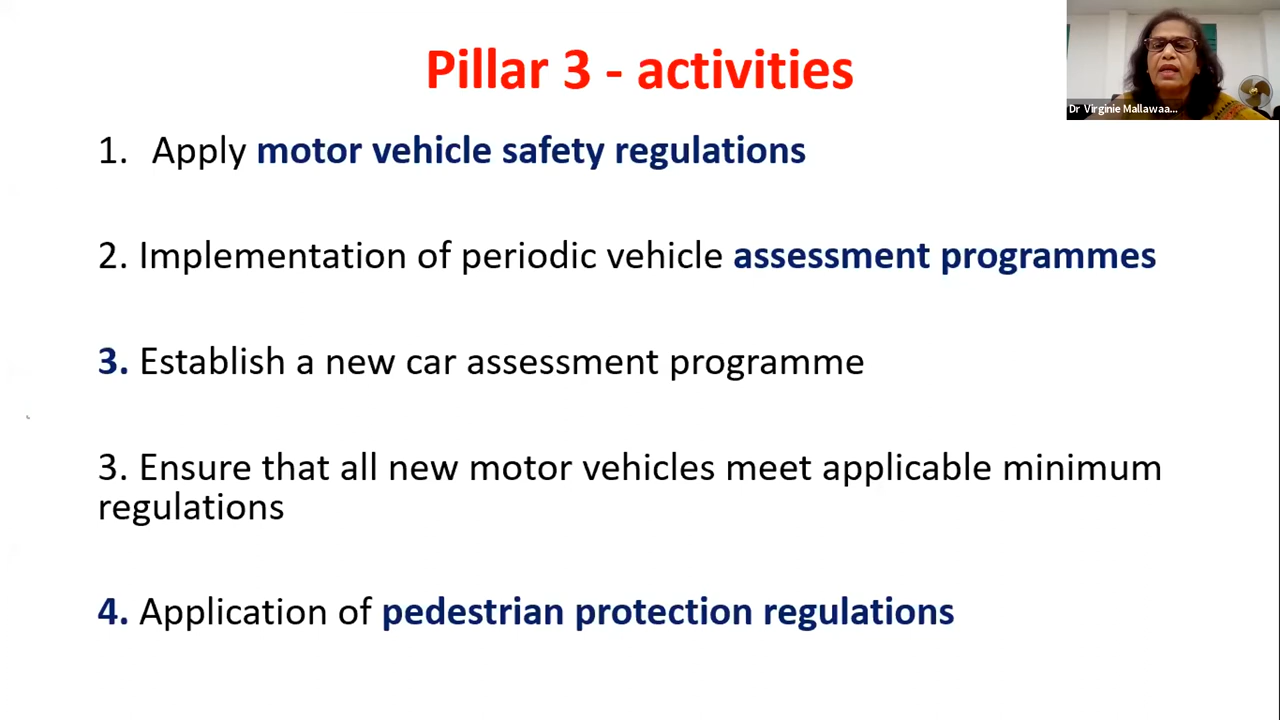 Pillar 3 - activities
Dr Virginie Mallawaa...
1. Apply motor vehicle safety regulations
2. Implementation of periodic vehicle assessment programmes
3. Establish a new car assessment programme
3. Ensure that all new motor vehicles meet applicable minimum
regulations
4. Application of pedestrian protection regulations